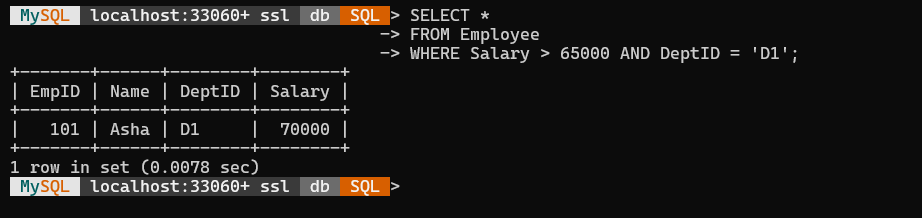 MySQL localhost:33060+ ssl db SQL > SELECT *
-> FROM Employee
-> WHERE Salary > 65000 AND DeptID = 'D1';
+-------+------+--------+--------+
| EmpID | Name | DeptID | Salary |
+-------+------+--------+--------+
|   101 | Asha | D1     |  70000 |
+-------+------+--------+--------+
1 row in set (0.0078 sec)
MySQL localhost:33060+ ssl db SQL >